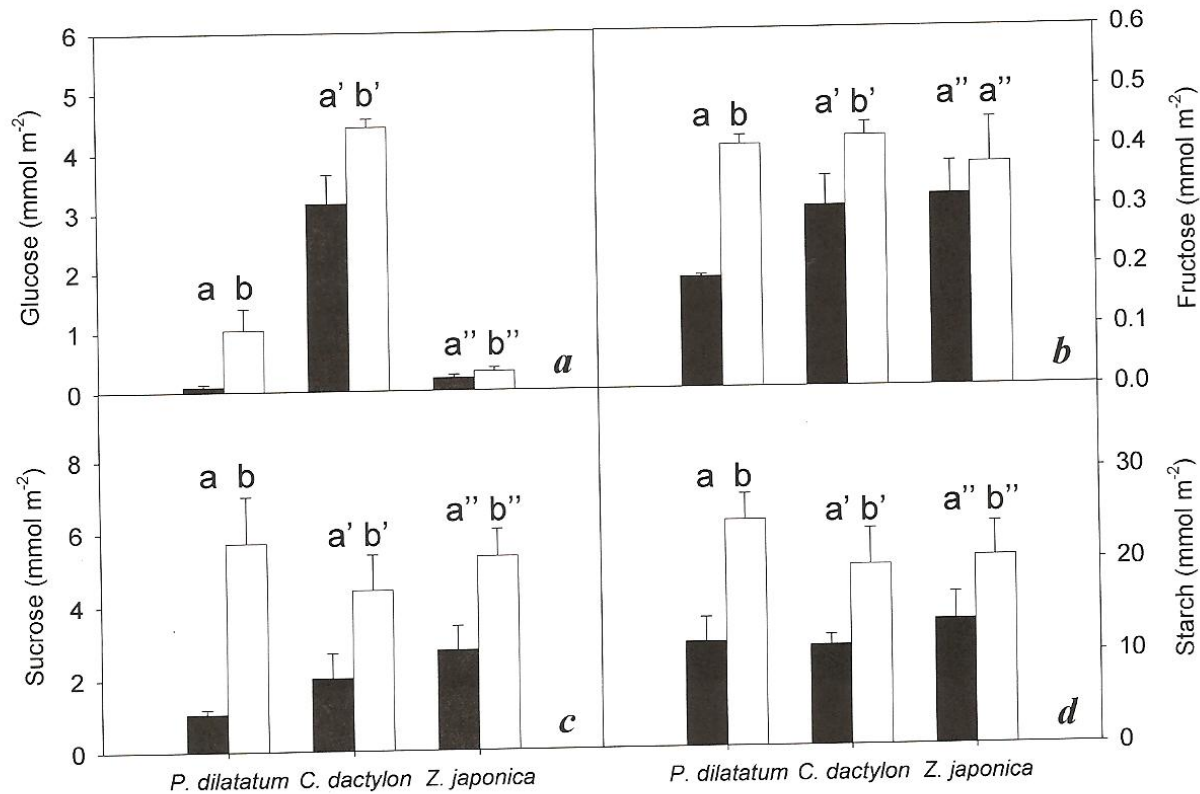 6
5
4
3
2
1
0
Glucose (mmol m-2)
a b
a' b'
a'' b''
a
0.6
0.5
0.4
0.3
0.2
0.1
0.0
Fructose (mmol m-2)
a b
a' b'
a'' a''
b
8
6
4
2
0
Sucrose (mmol m-2)
a b
a' b'
a'' b''
c
30
20
10
0
Starch (mmol m-2)
a b
a' b'
a'' b''
d
P. dilatatum C. dactylon Z. japonica
P. dilatatum C. dactylon Z. japonica